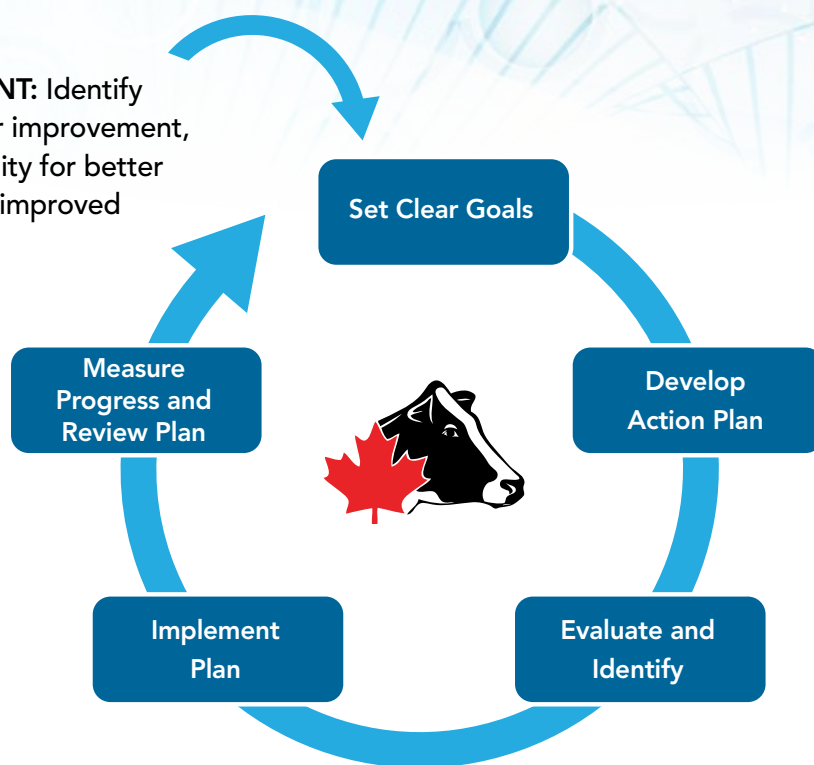 NT: Identify
r improvement,
ity for better
improved
Set Clear Goals
Measure
Progress and
Review Plan
Develop
Action Plan
Implement
Plan
Evaluate and
Identify